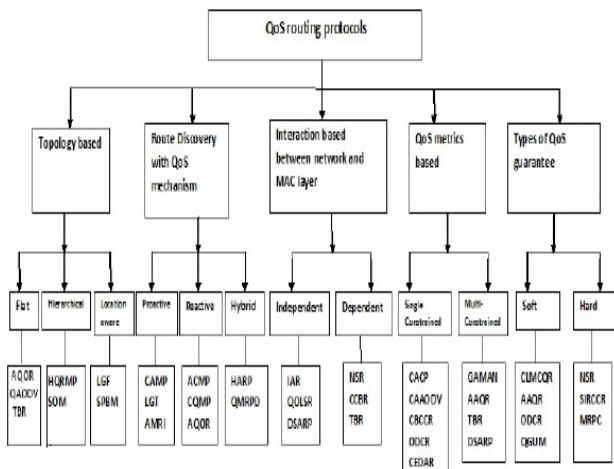 QoS routing protocols
Topology based
Route Discovery
with QoS
mechanism
Interaction based
between network and
MAC layer
QoS metrics
based
Types of QoS
guarantee
Flat
Hierarchical
Location
aware
Proactive
Reactive
Hybrid
Independent
Dependent
Single
Constrained
Multi-
Constrained
Soft
Hard
AQOR
QAODV
TBR
HQRMP
SOM
LGF
SPBM
CAMP
LGT
AMRI
ACMP
CQMP
AQOR
HARP
QMRPD
IAR
QOLSR
DSARP
NSR
CCBR
TBR
CACP
CAAODV
CBCCR
ODCR
CEDAR
GAMAN
AAQR
TBR
DSARP
CLMCQR
AAQR
ODCR
QGUM
NSR
SIRCCR
MRPC